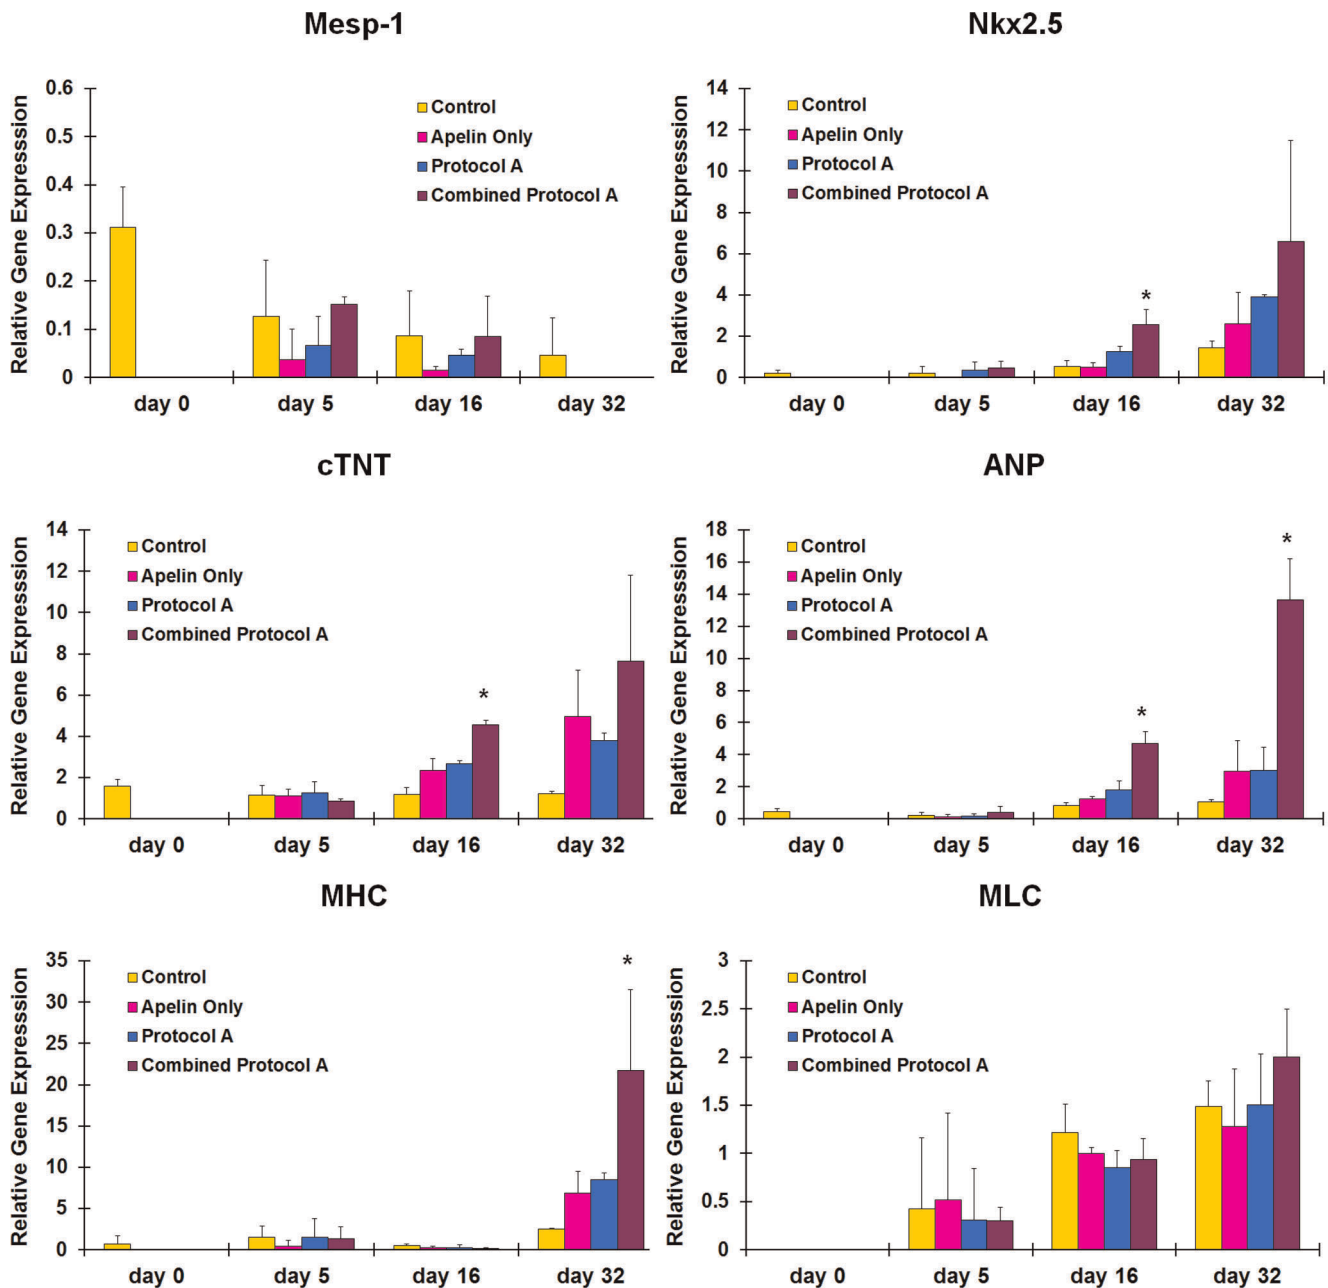 Mesp-1
Relative Gene Expresssion
0.6
0.5
0.4
0.3
0.2
0.1
0
Control
Apelin Only
Protocol A
Combined Protocol A
day 0 day 5 day 16 day 32
Nkx2.5
Relative Gene Expresssion
14
12
10
8
6
4
2
0
Control
Apelin Only
Protocol A
Combined Protocol A
*
day 0 day 5 day 16 day 32
cTNT
Relative Gene Expresssion
14
12
10
8
6
4
2
0
Control
Apelin Only
Protocol A
Combined Protocol A
*
day 0 day 5 day 16 day 32
ANP
Relative Gene Expresssion
18
16
14
12
10
8
6
4
2
0
Control
Apelin Only
Protocol A
Combined Protocol A
*
*
day 0 day 5 day 16 day 32
MHC
Relative Gene Expresssion
35
30
25
20
15
10
5
0
Control
Apelin Only
Protocol A
Combined Protocol A
*
day 0 day 5 day 16 day 32
MLC
Relative Gene Expresssion
3
2.5
2
1.5
1
0.5
0
Control
Apelin Only
Protocol A
Combined Protocol A
day 0 day 5 day 16 day 32